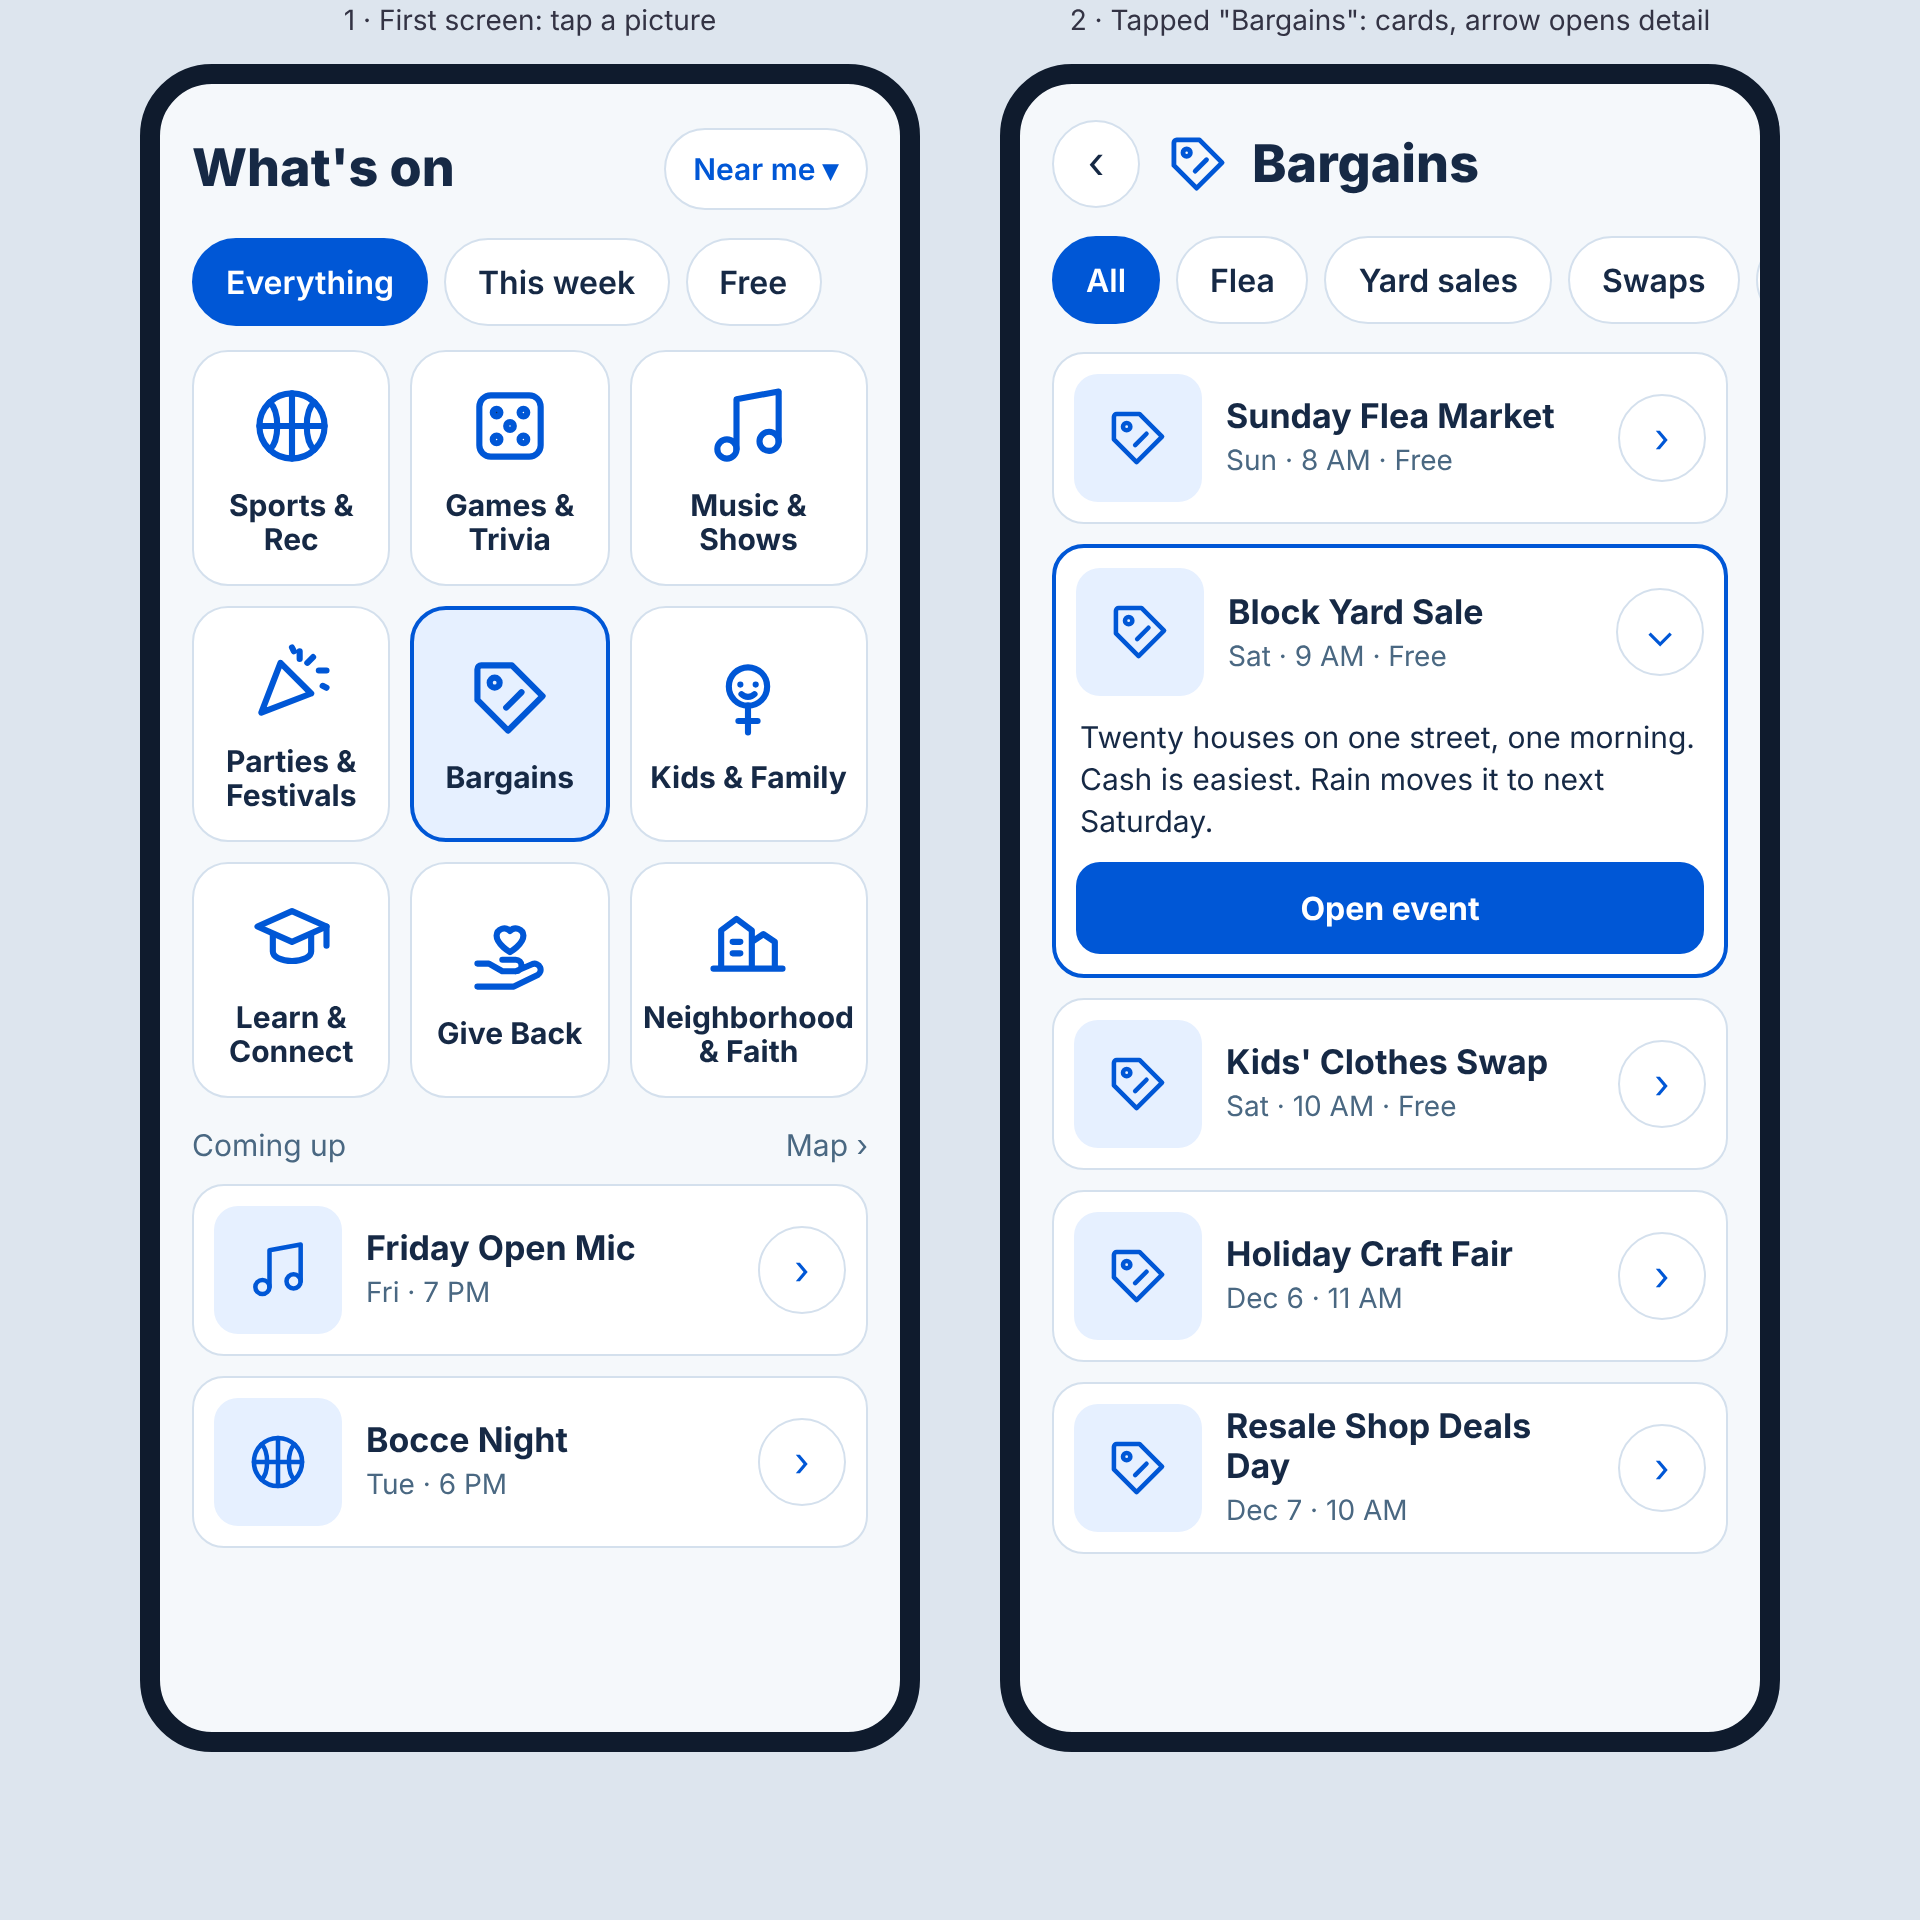 1 · First screen: tap a picture
What's on
Near me ▾
Everything
This week
Free
Sports &
Rec
Games &
Trivia
Music &
Shows
Parties &
Festivals
Bargains
Kids & Family
Learn &
Connect
Give Back
Neighborhood
& Faith
Coming up
Map ›
Friday Open Mic
Fri · 7 PM
Bocce Night
Tue · 6 PM
2 · Tapped "Bargains": cards, arrow opens detail
Bargains
All
Flea
Yard sales
Swaps
Sunday Flea Market
Sun · 8 AM · Free
Block Yard Sale
Sat · 9 AM · Free
Twenty houses on one street, one morning.
Cash is easiest. Rain moves it to next
Saturday.
Open event
Kids' Clothes Swap
Sat · 10 AM · Free
Holiday Craft Fair
Dec 6 · 11 AM
Resale Shop Deals
Day
Dec 7 · 10 AM